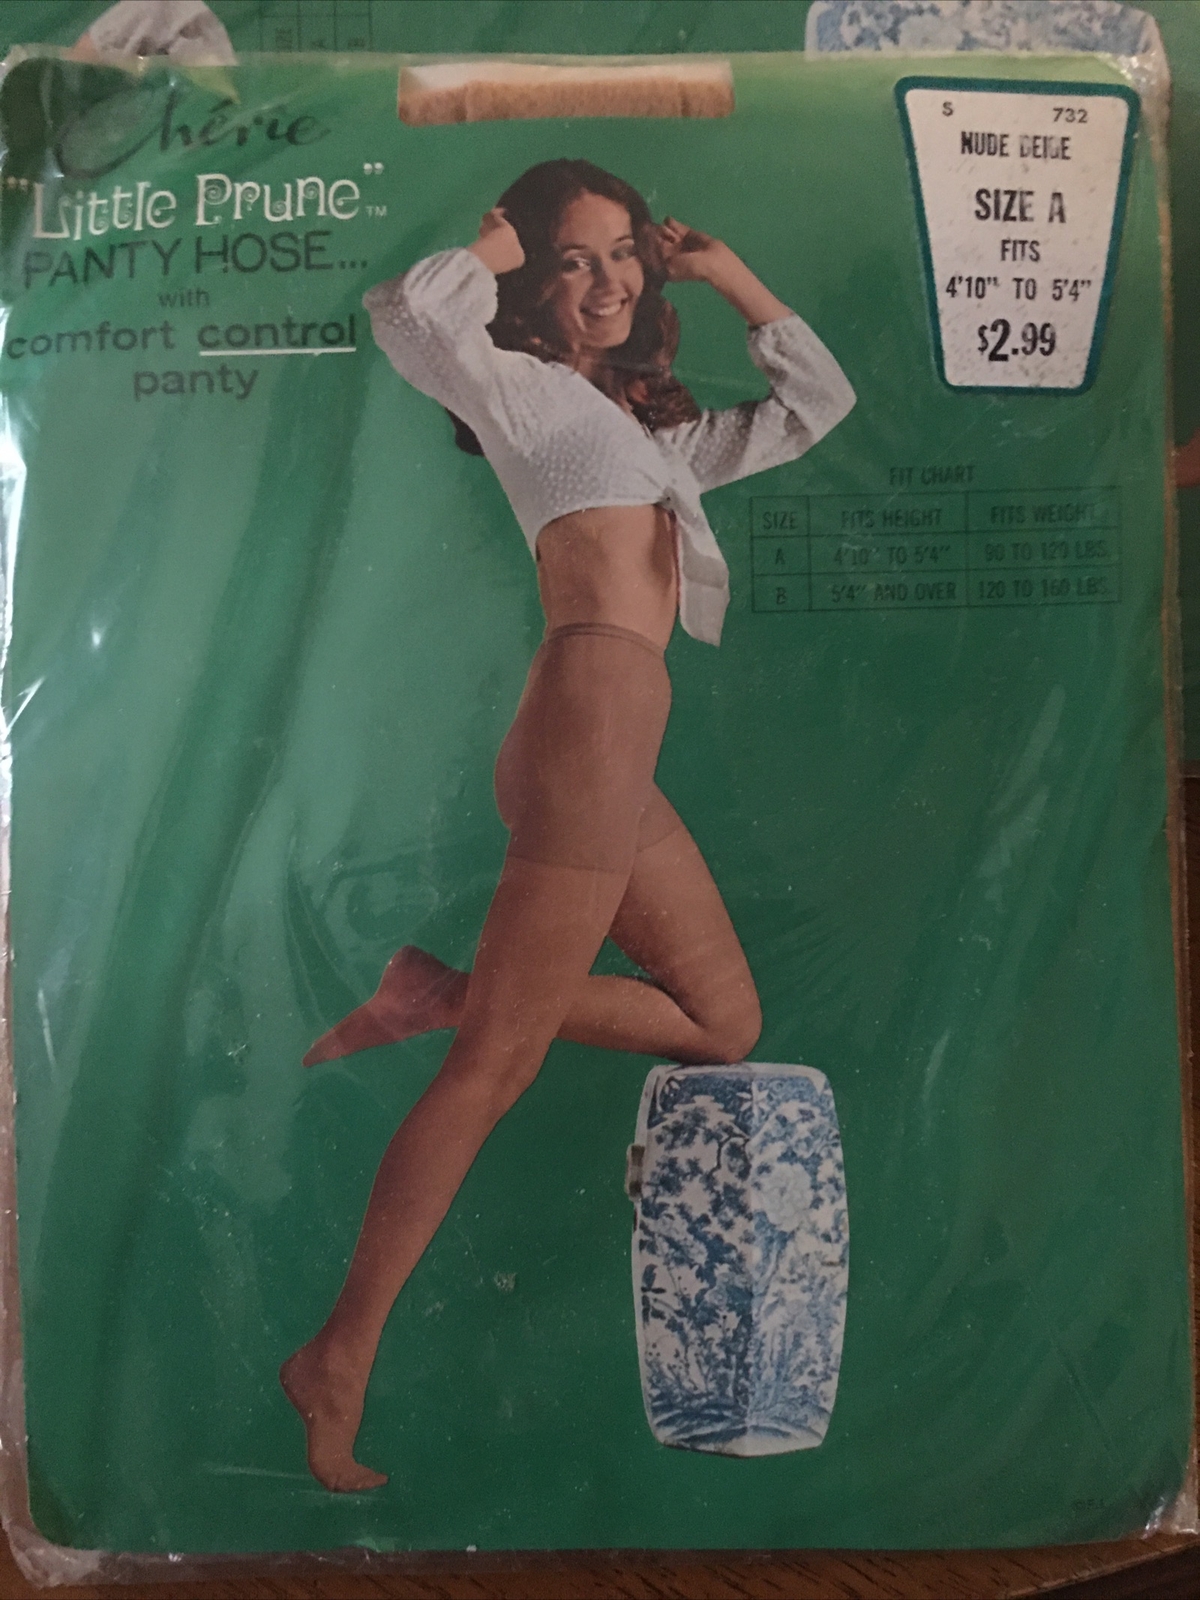 Chérie
"Little Prune"™
PANTY HOSE...
with
comfort control
panty
S 732
NUDE BEIGE
SIZE A
FITS
4'10" TO 5'4"
$2.99
FIT CHART
SIZE FITS HEIGHT FITS WEIGHT
A 4'10" TO 5'4" 90 TO 120 LBS.
B 5'4" AND OVER 120 TO 160 LBS.
SIZE
A
B